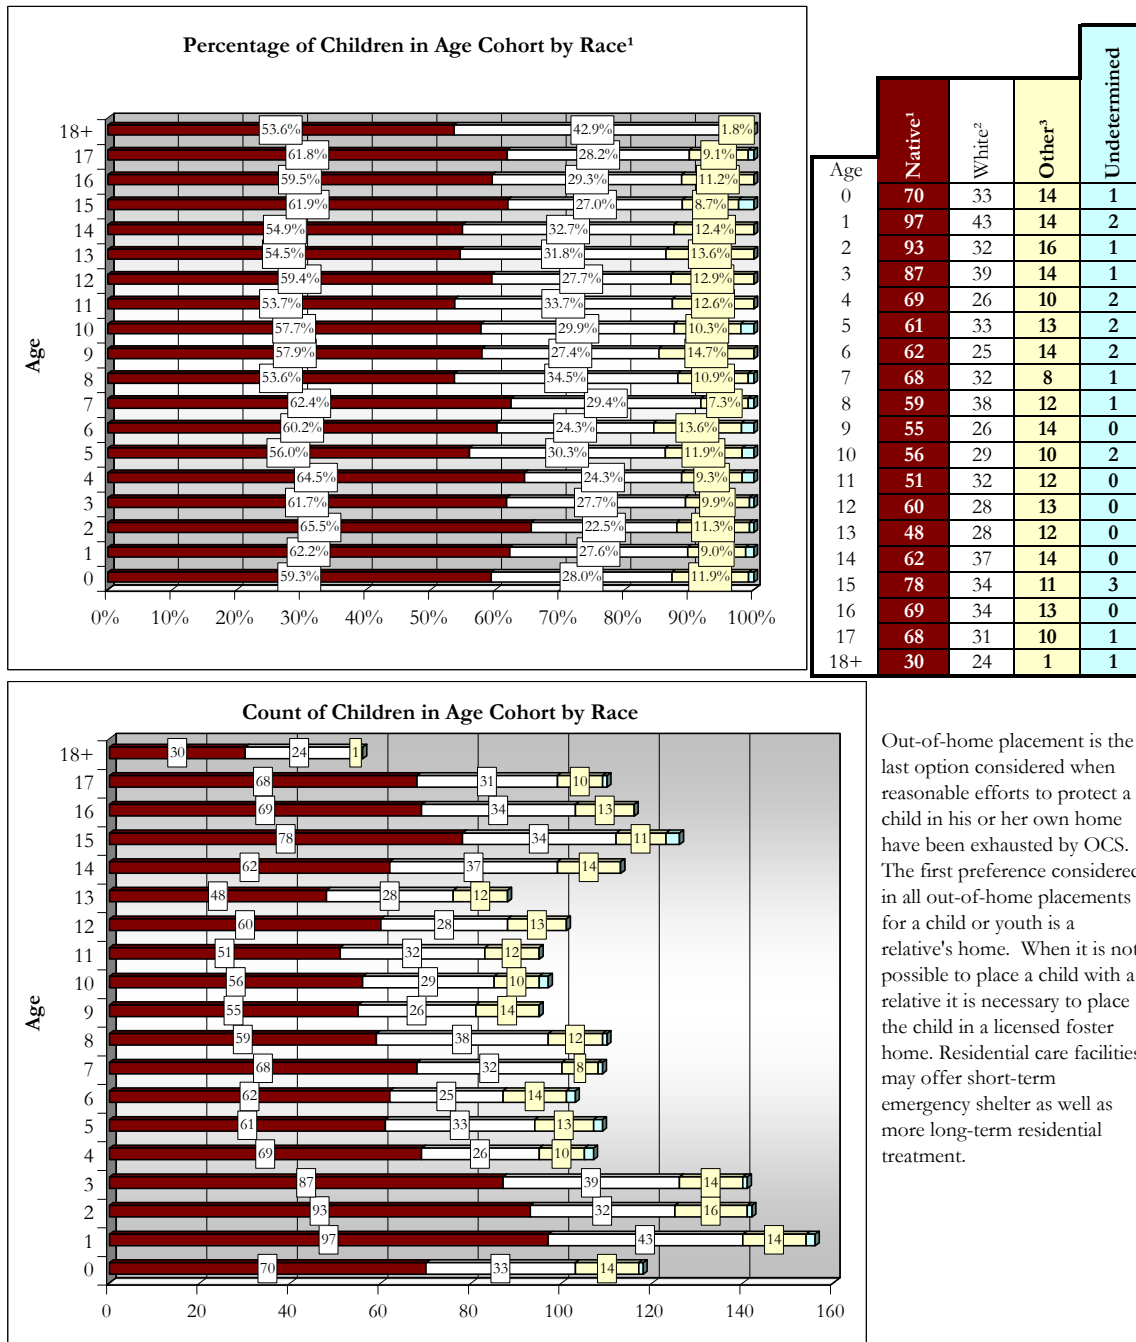 Percentage of Children in Age Cohort by Race¹
Age
18+ 53.6% 42.9% 1.8%
17 61.8% 28.2% 9.1%
16 59.5% 29.3% 11.2%
15 61.9% 27.0% 8.7%
14 54.9% 32.7% 12.4%
13 54.5% 31.8% 13.6%
12 59.4% 27.7% 12.9%
11 53.7% 33.7% 12.6%
10 57.7% 29.9% 10.3%
9 57.9% 27.4% 14.7%
8 53.6% 34.5% 10.9%
7 62.4% 29.4% 7.3%
6 60.2% 24.3% 13.6%
5 56.0% 30.3% 11.9%
4 64.5% 24.3% 9.3%
3 61.7% 27.7% 9.9%
2 65.5% 22.5% 11.3%
1 62.2% 27.6% 9.0%
0 59.3% 28.0% 11.9%
0% 10% 20% 30% 40% 50% 60% 70% 80% 90% 100%
Age Native¹ White² Other³ Undetermined
0 70 33 14 1
1 97 43 14 2
2 93 32 16 1
3 87 39 14 1
4 69 26 10 2
5 61 33 13 2
6 62 25 14 2
7 68 32 8 1
8 59 38 12 1
9 55 26 14 0
10 56 29 10 2
11 51 32 12 0
12 60 28 13 0
13 48 28 12 0
14 62 37 14 0
15 78 34 11 3
16 69 34 13 0
17 68 31 10 1
18+ 30 24 1 1
Count of Children in Age Cohort by Race
Age
18+ 30 24 1
17 68 31 10
16 69 34 13
15 78 34 11
14 62 37 14
13 48 28 12
12 60 28 13
11 51 32 12
10 56 29 10
9 55 26 14
8 59 38 12
7 68 32 8
6 62 25 14
5 61 33 13
4 69 26 10
3 87 39 14
2 93 32 16
1 97 43 14
0 70 33 14
0 20 40 60 80 100 120 140 160
Out-of-home placement is the
last option considered when
reasonable efforts to protect a
child in his or her own home
have been exhausted by OCS.
The first preference considered
in all out-of-home placements
for a child or youth is a
relative's home. When it is not
possible to place a child with a
relative it is necessary to place
the child in a licensed foster
home. Residential care facilities
may offer short-term
emergency shelter as well as
more long-term residential
treatment.